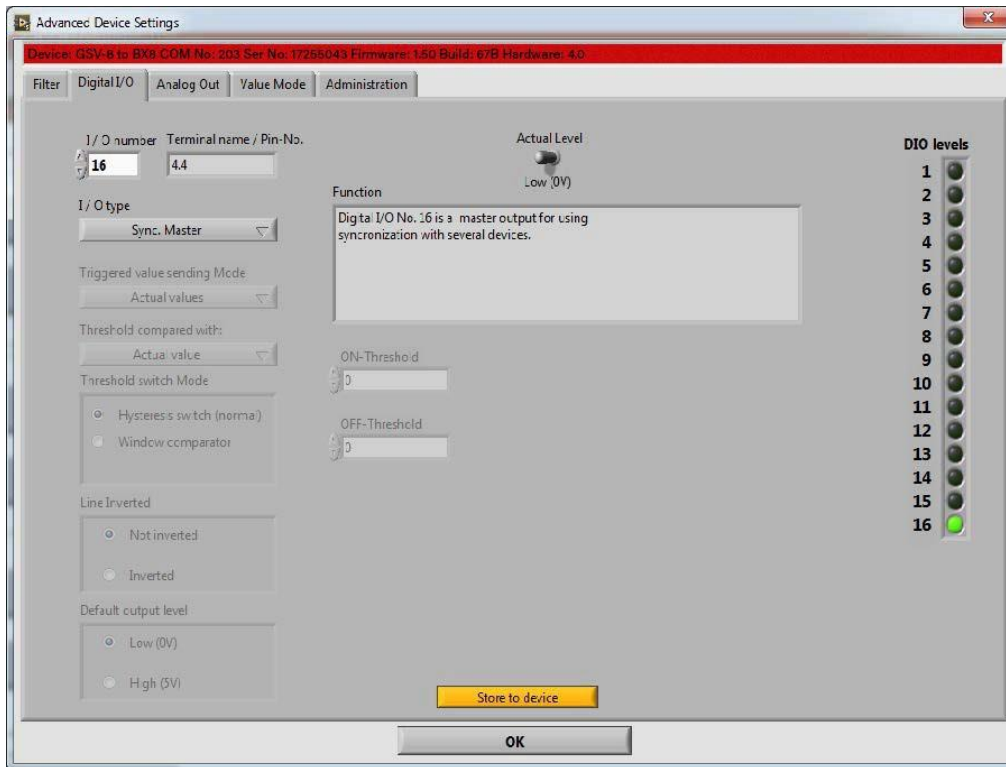 Advanced Device Settings
Device: GSV-8 to BX8 COM No: 203 Ser No: 17255043 Firmware: 1.50 Build: 67B Hardware: 4.0
Filter Digital I/O Analog Out Value Mode Administration
I/O number Terminal name / Pin-No.
16 4.4
Actual Level
Low (0V)
I/O type
Sync. Master
Function
Digital I/O No. 16 is a master output for using
syncronization with several devices.
Triggered value sending Mode
Actual values
Threshold compared with:
Actual value
Threshold switch Mode
Hysteresis switch (normal)
Window comparator
ON-Threshold
0
OFF-Threshold
0
Line Inverted
Not inverted
Inverted
Default output level
Low (0V)
High (5V)
DIO levels
1
2
3
4
5
6
7
8
9
10
11
12
13
14
15
16
Store to device
OK